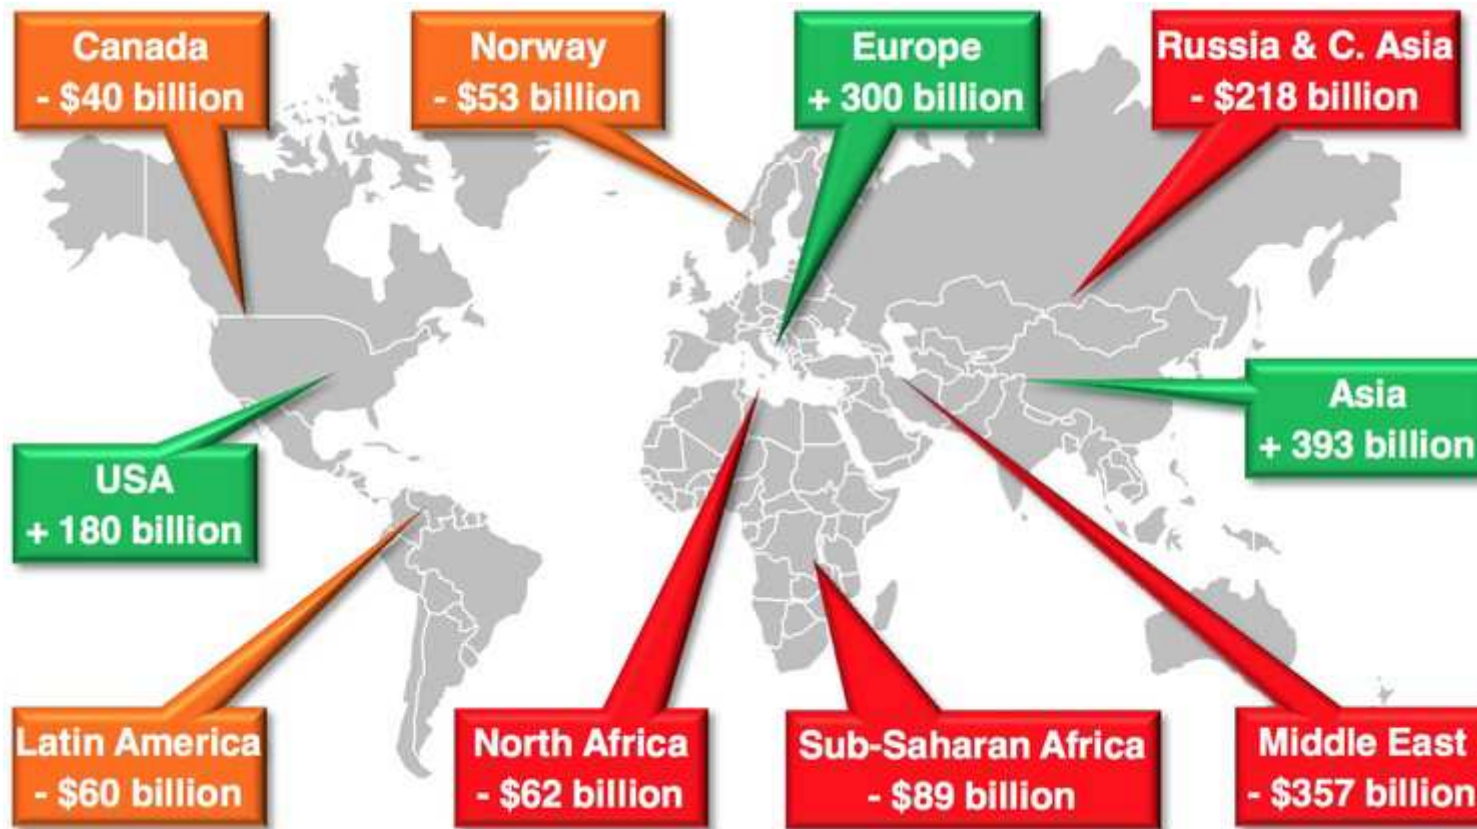 Canada
- $40 billion
Norway
- $53 billion
Europe
+ 300 billion
Russia & C. Asia
- $218 billion
USA
+ 180 billion
Asia
+ 393 billion
Latin America
- $60 billion
North Africa
- $62 billion
Sub-Saharan Africa
- $89 billion
Middle East
- $357 billion